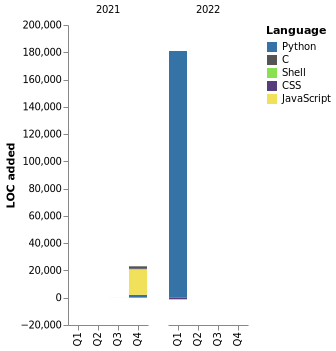 2021 2022
Language
Python
C
Shell
CSS
JavaScript
LOC added
200,000
180,000
160,000
140,000
120,000
100,000
80,000
60,000
40,000
20,000
0
−20,000
Q1 Q2 Q3 Q4 Q1 Q2 Q3 Q4